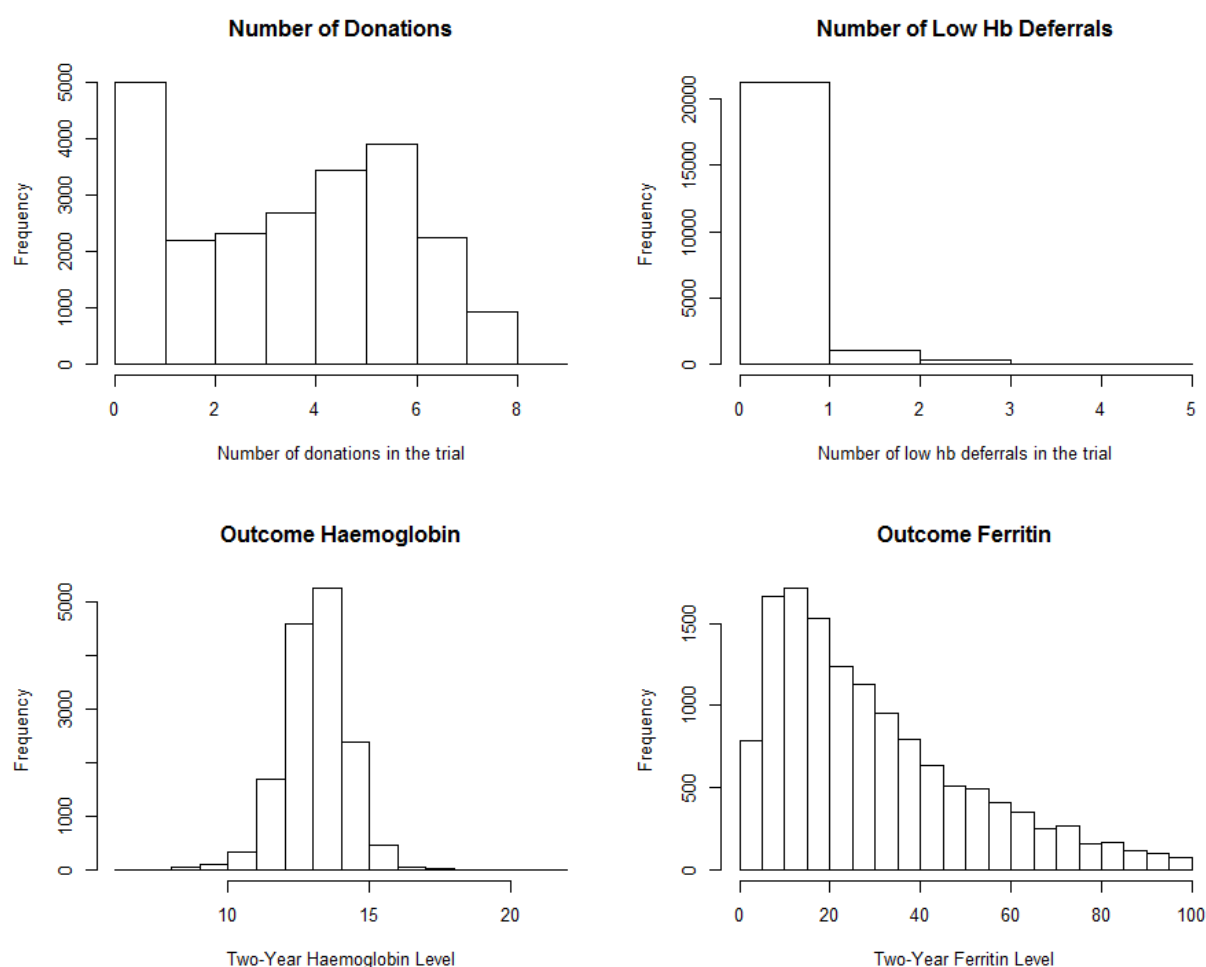 Number of Donations
Frequency
5000
4000
3000
2000
1000
0
0 2 4 6 8
Number of donations in the trial
Number of Low Hb Deferrals
Frequency
20000
15000
10000
5000
0
0 1 2 3 4 5
Number of low hb deferrals in the trial
Outcome Haemoglobin
Frequency
5000
3000
1000
0
10 15 20
Two-Year Haemoglobin Level
Outcome Ferritin
Frequency
1500
1000
500
0
0 20 40 60 80 100
Two-Year Ferritin Level